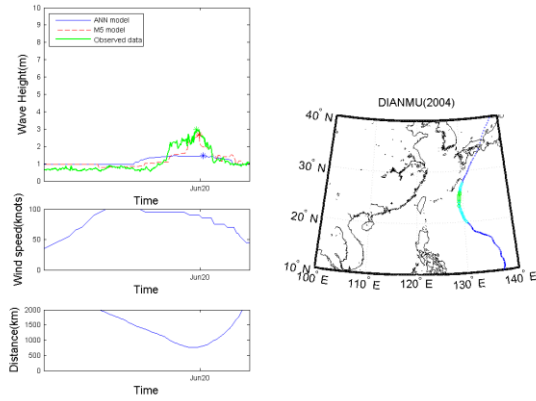 ANN model
M5 model
Observed data
Wave Height(m)
10
9
8
7
6
5
4
3
2
1
0
Jun20
Time
Wind speed(knots)
100
50
0
Jun20
Time
Distance(km)
2000
1500
1000
500
0
Jun20
Time
DIANMU(2004)
40° N
30° N
20° N
10° N
100° E
110° E
120° E
130° E
140° E